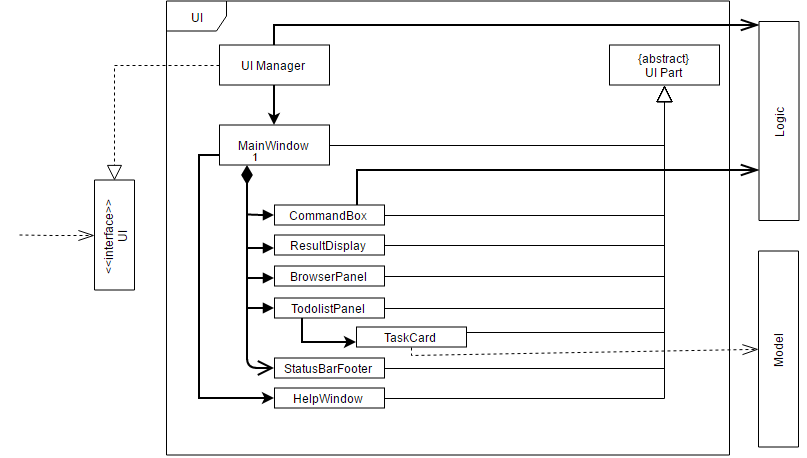 UI
UI Manager
{abstract}
UI Part
Logic
MainWindow
1
<<interface>>
UI
CommandBox
ResultDisplay
BrowserPanel
TodolistPanel
TaskCard
Model
StatusBarFooter
HelpWindow